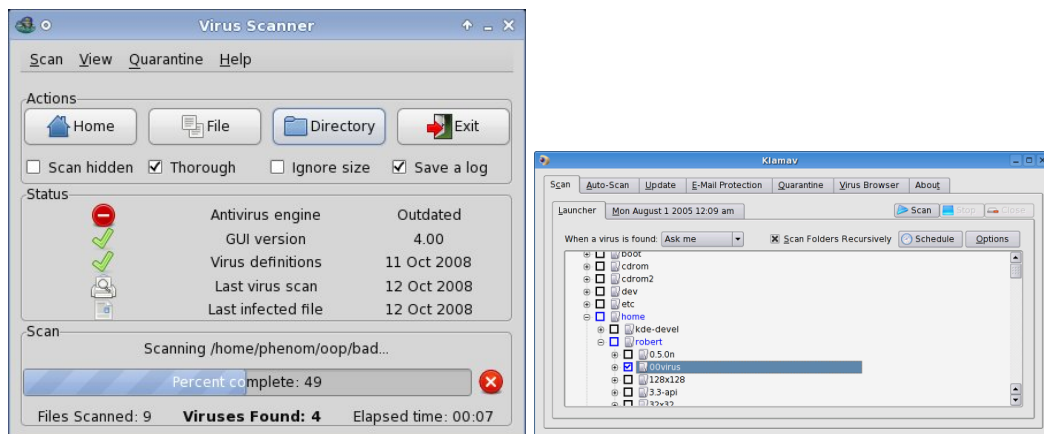 Virus Scanner
Scan View Quarantine Help
Actions
Home File Directory Exit
Scan hidden Thorough Ignore size Save a log
Status
Antivirus engine Outdated
GUI version 4.00
Virus definitions 11 Oct 2008
Last virus scan 12 Oct 2008
Last infected file 12 Oct 2008
Scan
Scanning /home/phenom/oop/bad...
Percent complete: 49
Files Scanned: 9 Viruses Found: 4 Elapsed time: 00:07
Klamav
Scan Auto-Scan Update E-Mail Protection Quarantine Virus Browser About
Launcher Mon August 1 2005 12:09 am Scan Stop Close
When a virus is found: Ask me Scan Folders Recursively Schedule Options
boot
cdrom
cdrom2
dev
etc
home
kde-devel
robert
0.5.0n
00virus
128x128
3.3-api
32x32